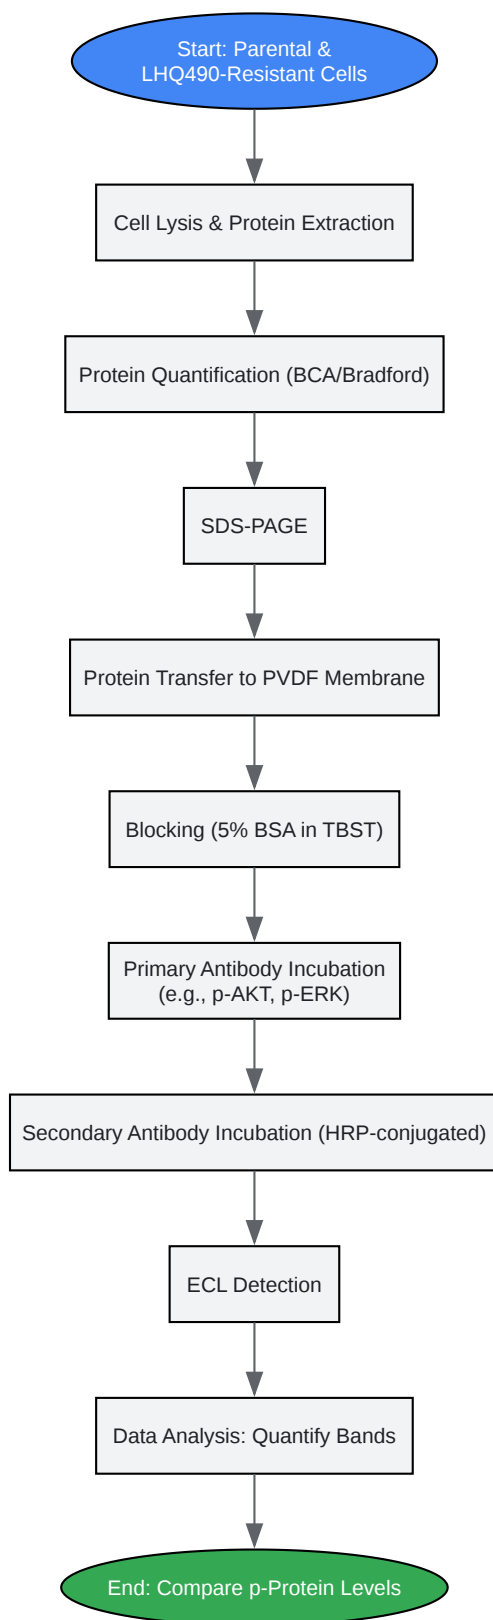 Start: Parental &
LHQ490-Resistant Cells
Cell Lysis & Protein Extraction
Protein Quantification (BCA/Bradford)
SDS-PAGE
Protein Transfer to PVDF Membrane
Blocking (5% BSA in TBST)
Primary Antibody Incubation
(e.g., p-AKT, p-ERK)
Secondary Antibody Incubation (HRP-conjugated)
ECL Detection
Data Analysis: Quantify Bands
End: Compare p-Protein Levels